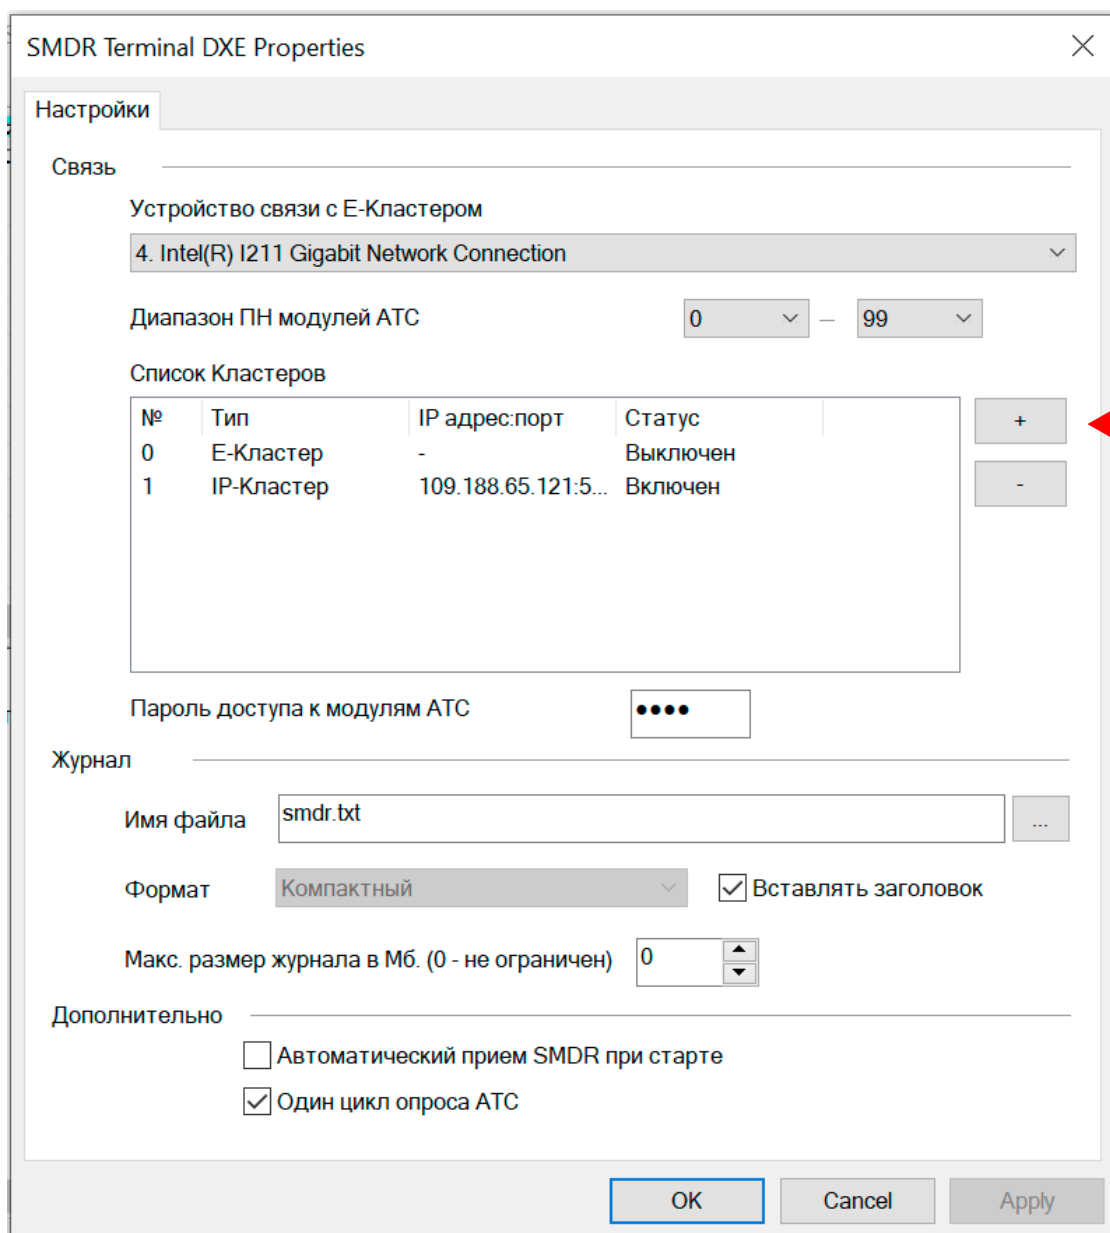 SMDR Terminal DXE Properties
Настройки
Связь
Устройство связи с Е-Кластером
4. Intel(R) I211 Gigabit Network Connection
Диапазон ПН модулей АТС 0 – 99
Список Кластеров
№ Тип IP адрес:порт Статус
0 Е-Кластер - Выключен
1 IP-Кластер 109.188.65.121:5... Включен
+
-
Пароль доступа к модулям АТС ●●●●
Журнал
Имя файла smdr.txt ...
Формат Компактный Вставлять заголовок
Макс. размер журнала в Мб. (0 - не ограничен) 0
Дополнительно
Автоматический прием SMDR при старте
Один цикл опроса АТС
OK Cancel Apply